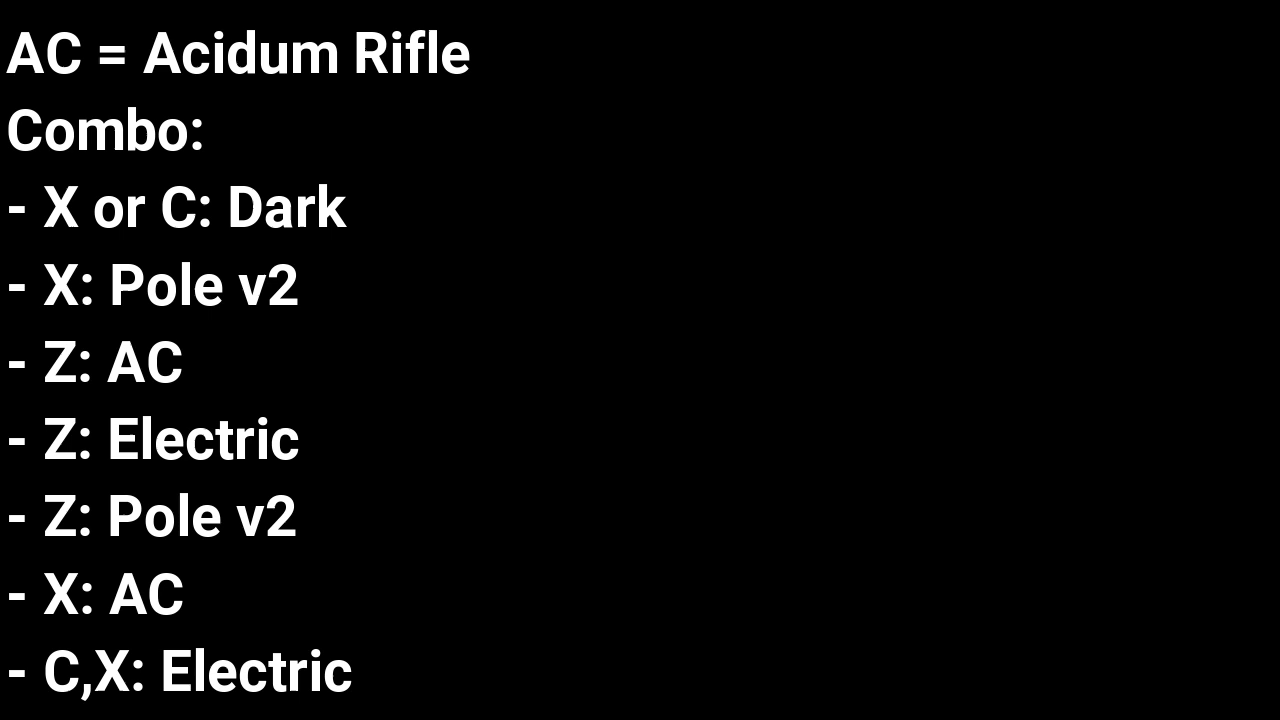 AC = Acidum Rifle
Combo:
- X or C: Dark
- X: Pole v2
- Z: AC
- Z: Electric
- Z: Pole v2
- X: AC
- C,X: Electric